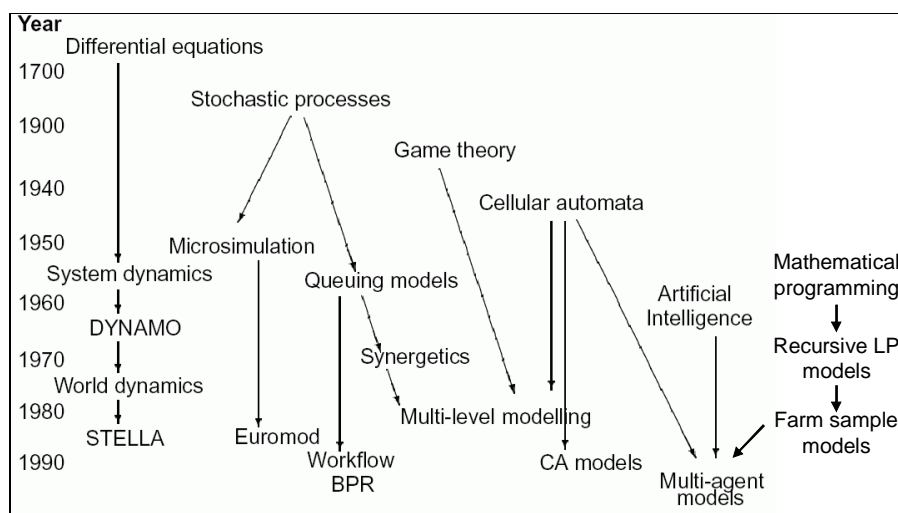 Year
Differential equations
1700
Stochastic processes
1900
Game theory
1940
Cellular automata
1950
Microsimulation
System dynamics
Queuing models
Mathematical
programming
1960
Artificial
Intelligence
DYNAMO
Recursive LP
models
1970
Synergetics
World dynamics
1980
Multi-level modelling
Farm sample
models
STELLA
Euromod
1990
Workflow
BPR
CA models
Multi-agent
models